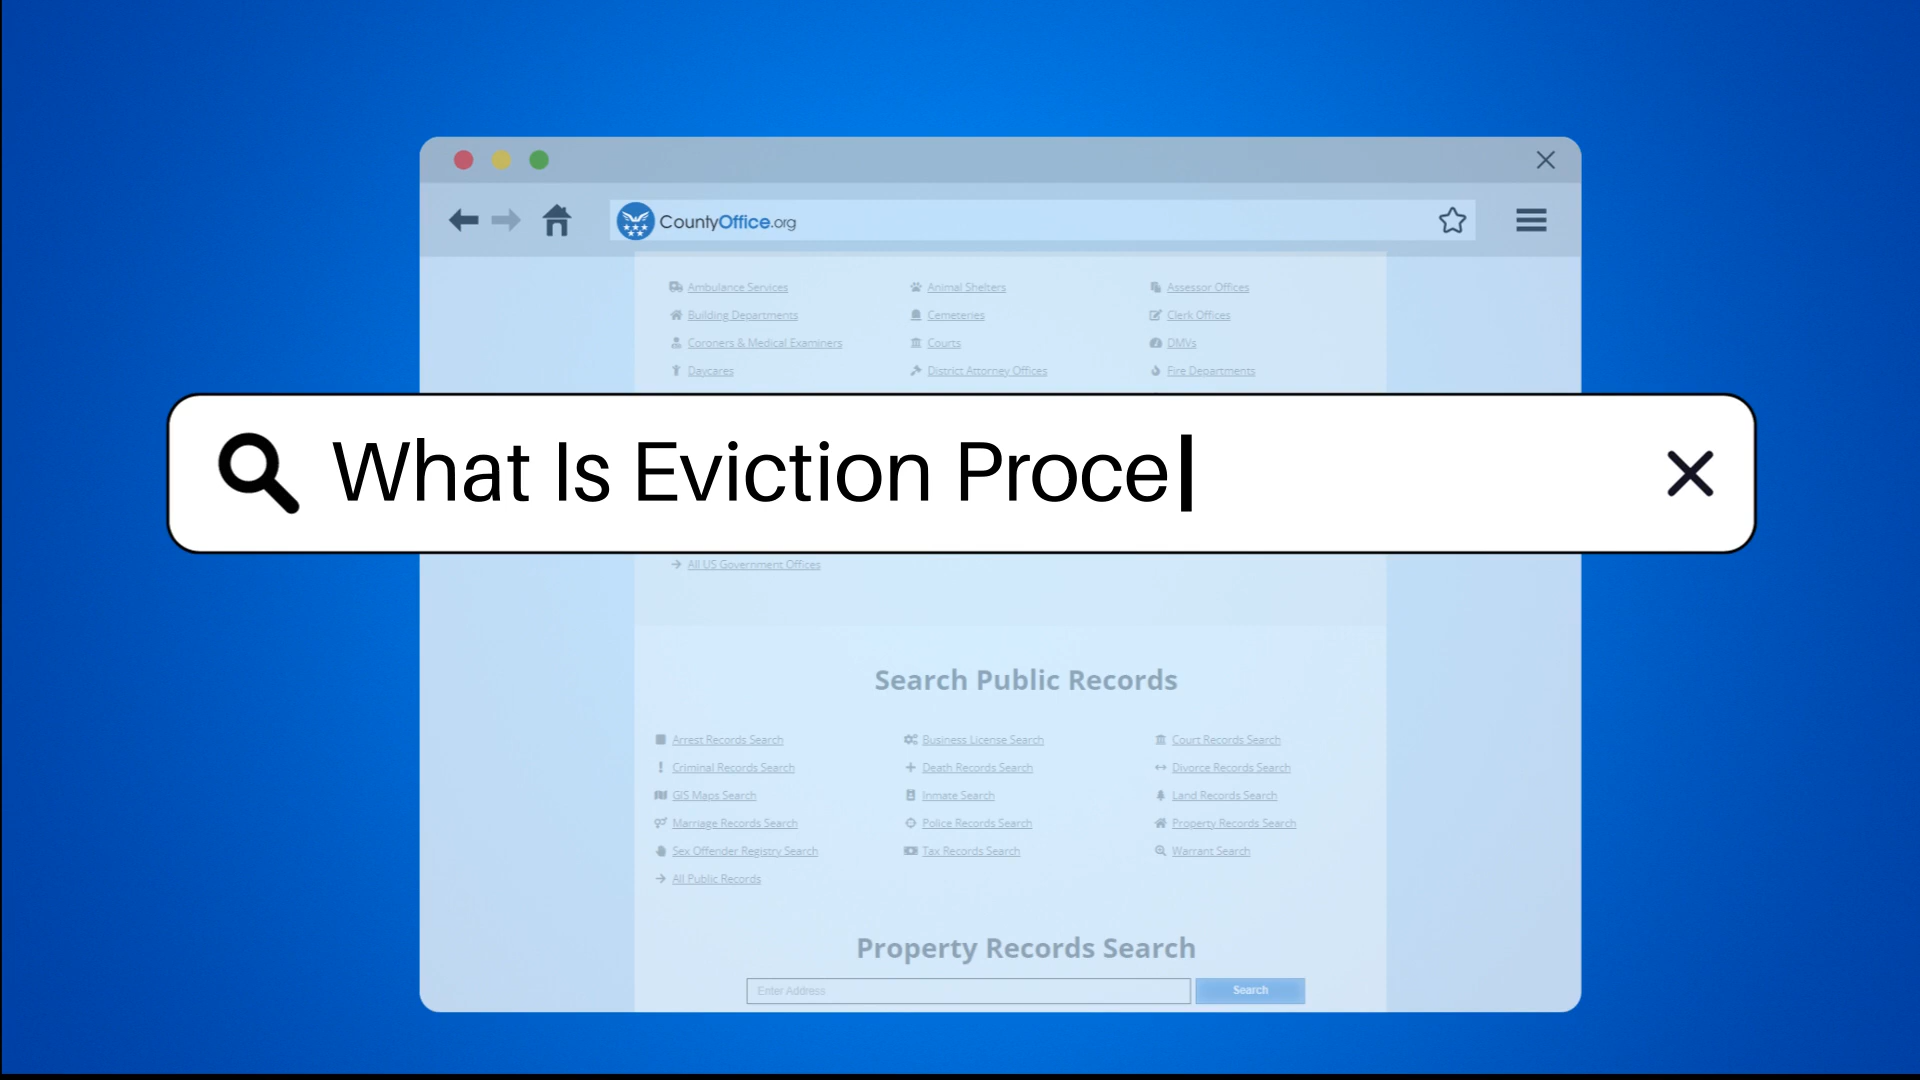 CountyOffice.org
Ambulance Services Animal Shelters Assessor Offices
Building Departments Cemeteries Clerk Offices
Coroners & Medical Examiners Courts DMVs
Daycares District Attorney Offices Fire Departments
What Is Eviction Proce
All US Government Offices
Search Public Records
Arrest Records Search Business License Search Court Records Search
Criminal Records Search Death Records Search Divorce Records Search
GIS Maps Search Inmate Search Land Records Search
Marriage Records Search Police Records Search Property Records Search
Sex Offender Registry Search Tax Records Search Warrant Search
All Public Records
Property Records Search
Enter Address Search